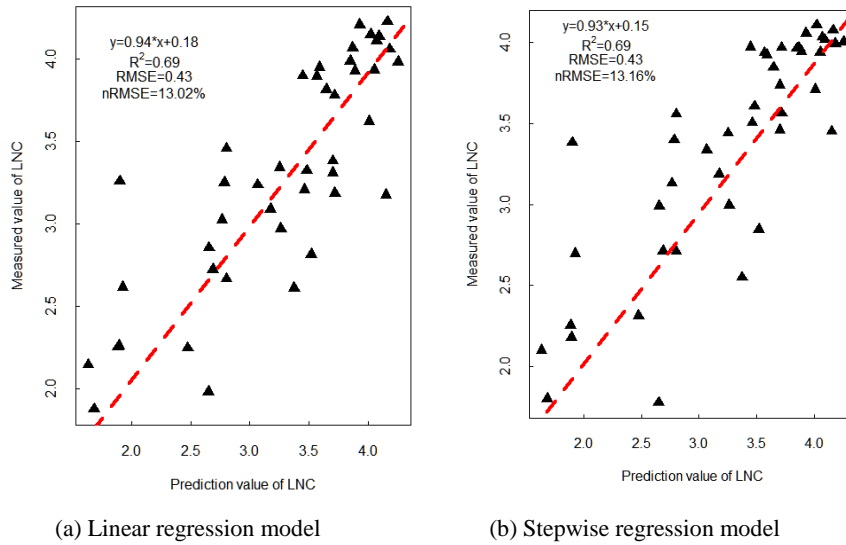 y=0.94*x+0.18
R²=0.69
RMSE=0.43
nRMSE=13.02%
Measured value of LNC
4.0
3.5
3.0
2.5
2.0
2.0 2.5 3.0 3.5 4.0
Prediction value of LNC
(a) Linear regression model
y=0.93*x+0.15
R²=0.69
RMSE=0.43
nRMSE=13.16%
Measured value of LNC
4.0
3.5
3.0
2.5
2.0
2.0 2.5 3.0 3.5 4.0
Prediction value of LNC
(b) Stepwise regression model